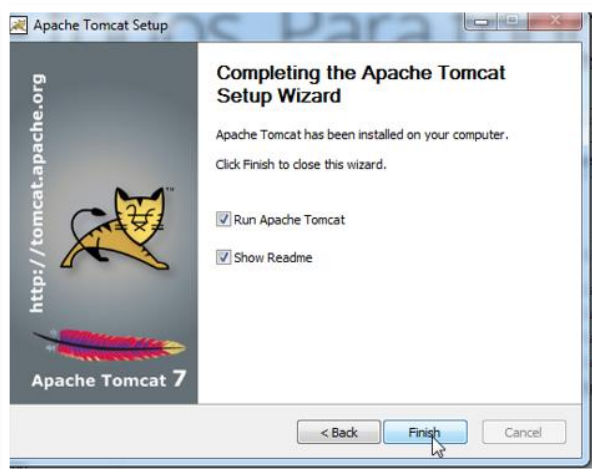 Apache Tomcat Setup
Completing the Apache Tomcat
Setup Wizard
Apache Tomcat has been installed on your computer.
Click Finish to close this wizard.
Run Apache Tomcat
Show Readme
http://tomcat.apache.org
TM
Apache Tomcat 7
< Back
Finish
Cancel